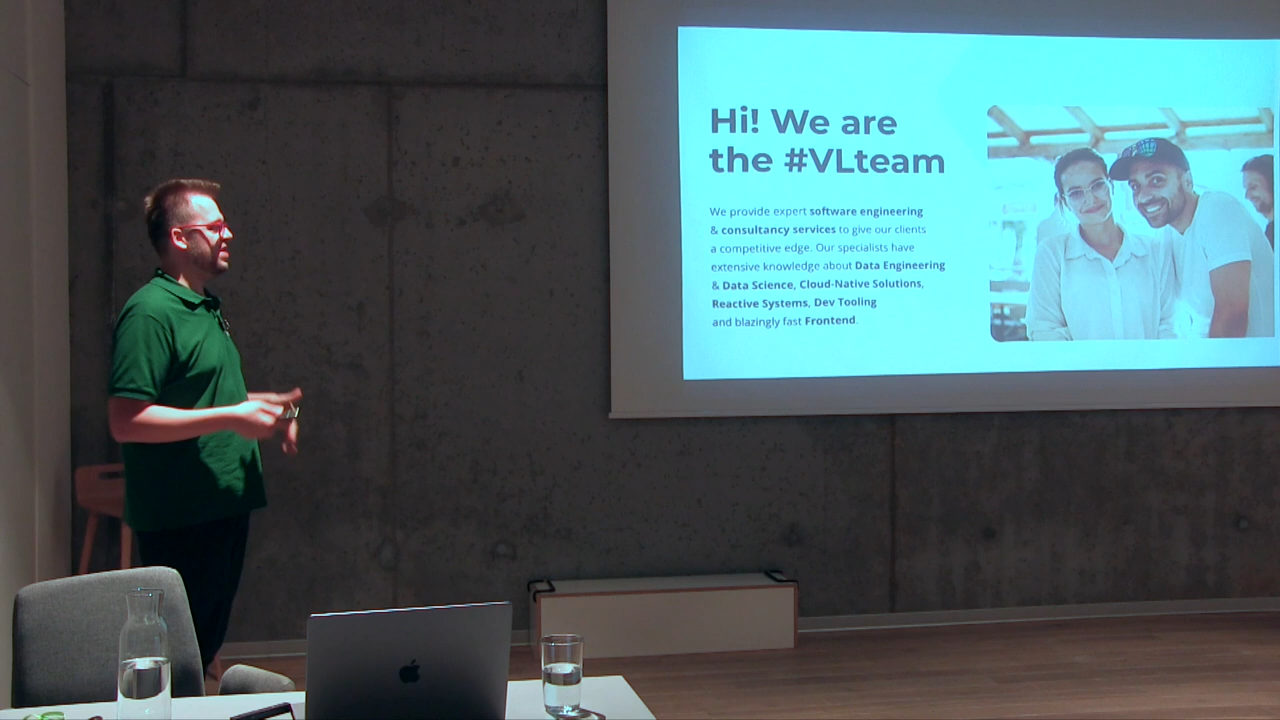 Hi! We are
the #VLteam
We provide expert software engineering
& consultancy services to give our clients
a competitive edge. Our specialists have
extensive knowledge about Data Engineering
& Data Science, Cloud-Native Solutions,
Reactive Systems, Dev Tooling
and blazingly fast Frontend.